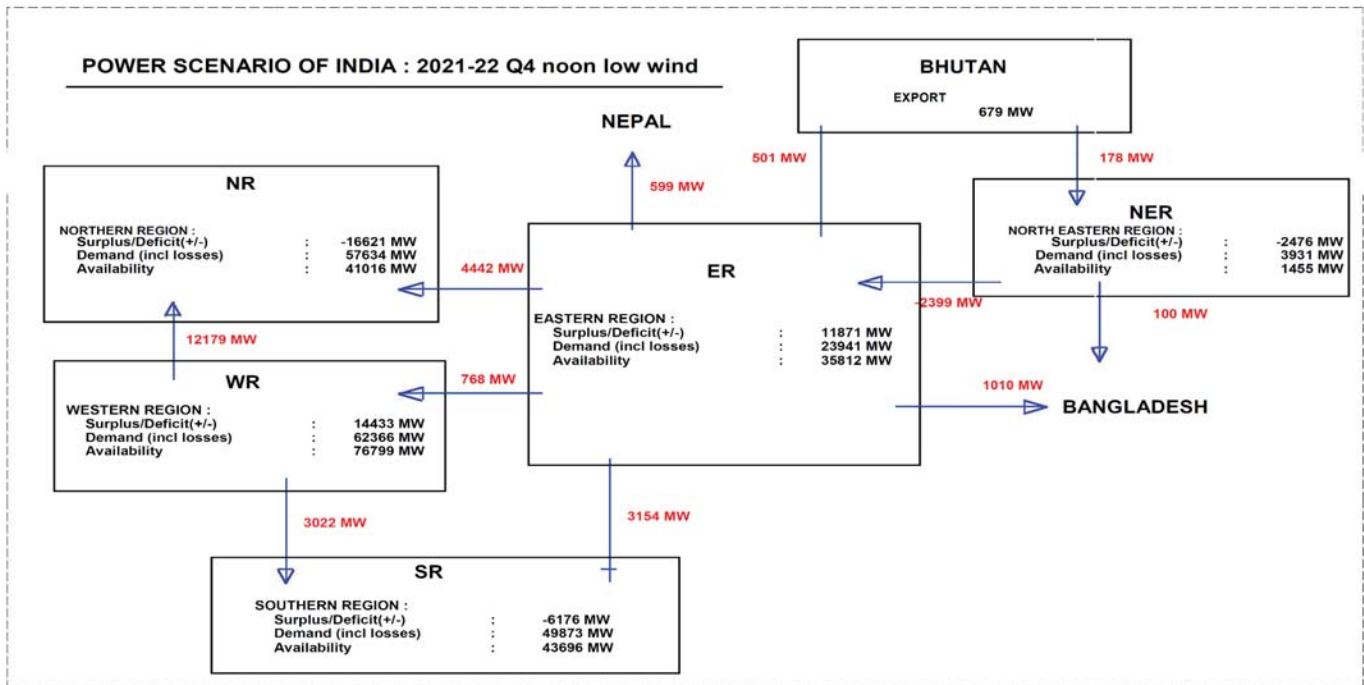 POWER SCENARIO OF INDIA : 2021-22 Q4 noon low wind
BHUTAN
EXPORT
679 MW
NEPAL
501 MW
178 MW
599 MW
NR
NORTHERN REGION :
Surplus/Deficit(+/-) : -16621 MW
Demand (incl losses) : 57634 MW
Availability : 41016 MW
NER
NORTH EASTERN REGION :
Surplus/Deficit(+/-) : -2476 MW
Demand (incl losses) : 3931 MW
Availability : 1455 MW
4442 MW
ER
EASTERN REGION :
Surplus/Deficit(+/-) : 11871 MW
Demand (incl losses) : 23941 MW
Availability : 35812 MW
-2399 MW
100 MW
12179 MW
WR
WESTERN REGION :
Surplus/Deficit(+/-) : 14433 MW
Demand (incl losses) : 62366 MW
Availability : 76799 MW
768 MW
1010 MW
BANGLADESH
3022 MW
3154 MW
SR
SOUTHERN REGION :
Surplus/Deficit(+/-) : -6176 MW
Demand (incl losses) : 49873 MW
Availability : 43696 MW